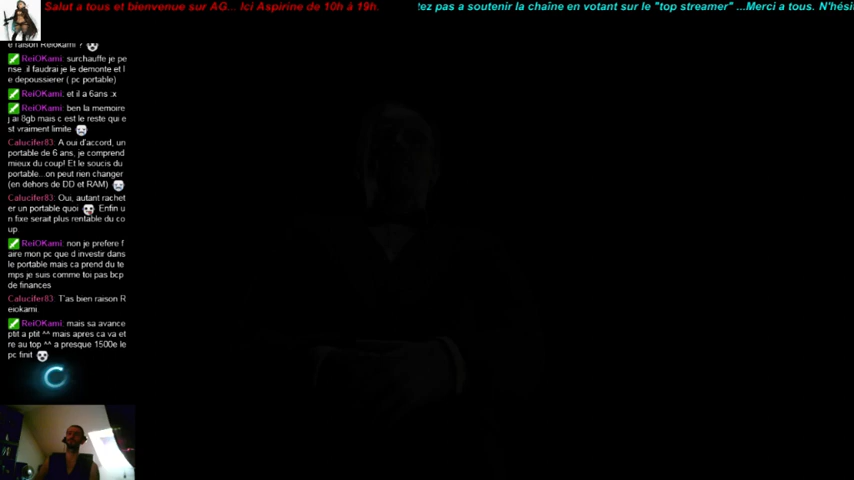 Salut a tous et bienvenue sur AG... Ici Aspirine de 10h à 19h.
tez pas a soutenir la chaîne en votant sur le "top streamer" ...Merci a tous. N'hési
e raison ReiOkami ?
ReiOKami: surchauffe je pe
nse .il faudrai je le demonte et l
e depoussierer ( pc portable)
ReiOKami: et il a 6ans :x
ReiOKami: ben la memoire
j ai 8gb mais c est le reste qui e
st vraiment limite
Calucifer83: A oui d'accord, un
portable de 6 ans, je comprend
mieux du coup! Et le soucis du
portable...on peut rien changer
(en dehors de DD et RAM)
Calucifer83: Oui, autant rachet
er un portable quoi Enfin u
n fixe serait plus rentable du co
up
ReiOKami: non je prefere f
aire mon pc que d investir dans
le portable mais ca prend du te
mps je suis comme toi pas bcp
de finances
Calucifer83: T'as bien raison R
eiokami
ReiOKami: mais sa avance
ptit a ptit ^^ mais apres ca va et
re au top ^^ a presque 1500e le
pc finit